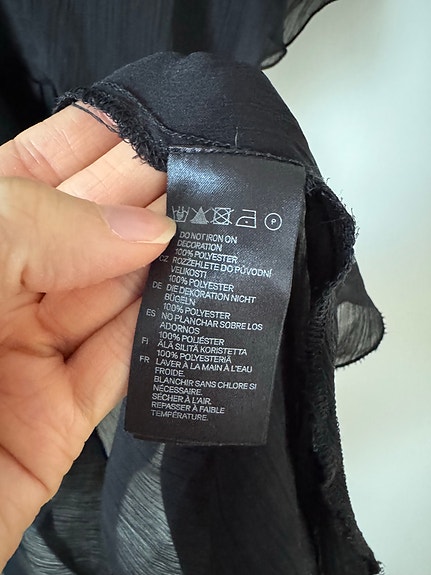 P
DO NOT IRON ON
DECORATION
100% POLYESTER
CZ ROZŽEHLETE DO PŮVODNÍ
VELIKOSTI
100% POLYESTER
DE DIE DEKORATION NICHT
BÜGELN
100% POLYESTER
ES NO PLANCHAR SOBRE LOS
ADORNOS
100% POLIÉSTER
FI ÄLÄ SILITÄ KORISTETTA
100% POLYESTERIÄ
FR LAVER À LA MAIN À L'EAU
FROIDE.
BLANCHIR SANS CHLORE SI
NÉCESSAIRE.
SÉCHER À L'AIR.
REPASSER À FAIBLE
TEMPÉRATURE.